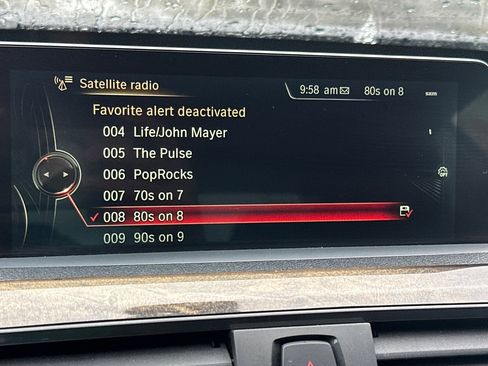 Satellite radio
9:58 am 80s on 8 sxm
Favorite alert deactivated
004 Life/John Mayer
005 The Pulse
006 PopRocks
007 70s on 7
008 80s on 8
009 90s on 9